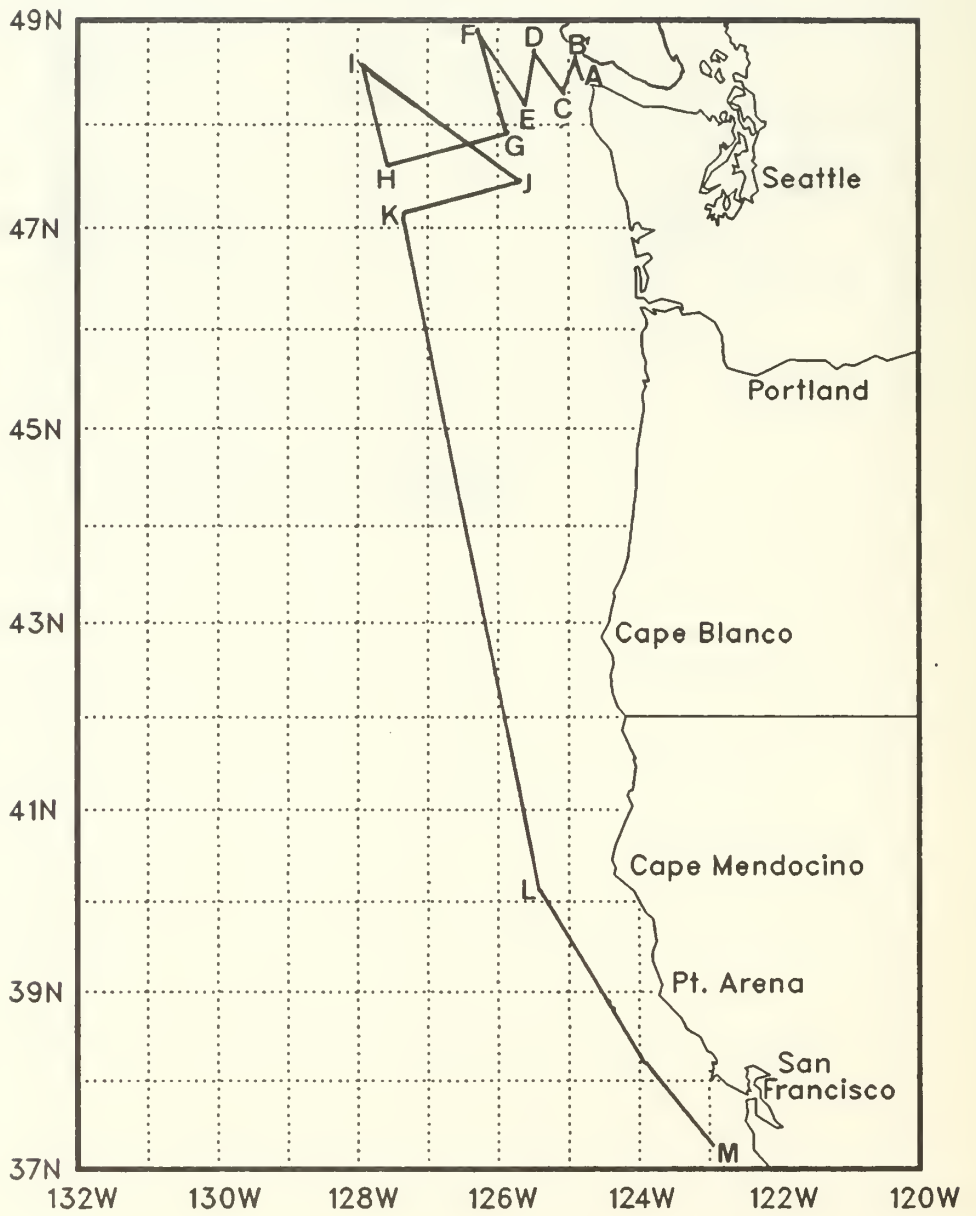 49N
F
D
B
I
A
C
E
G
H
J
Seattle
K
47N
Portland
45N
43N
Cape Blanco
41N
Cape Mendocino
L
39N
Pt. Arena
San
Francisco
M
37N
132W
130W
128W
126W
124W
122W
120W